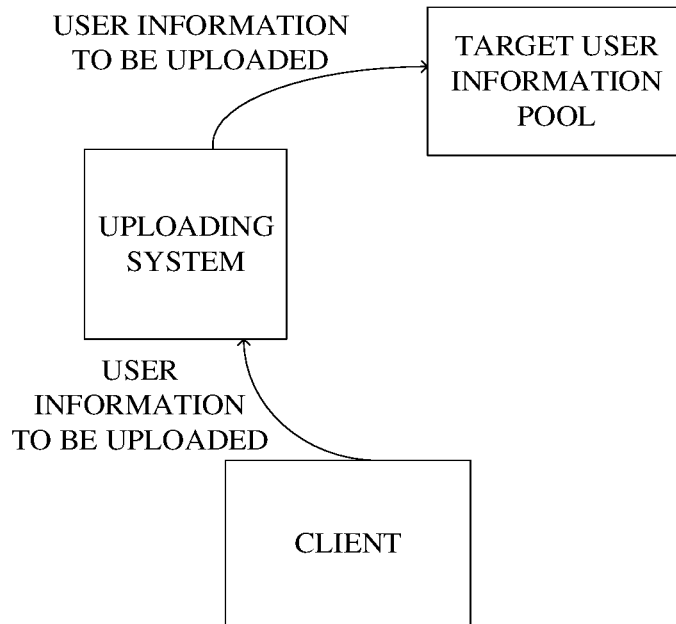 USER INFORMATION
TO BE UPLOADED
TARGET USER
INFORMATION
POOL
UPLOADING
SYSTEM
USER
INFORMATION
TO BE UPLOADED
CLIENT